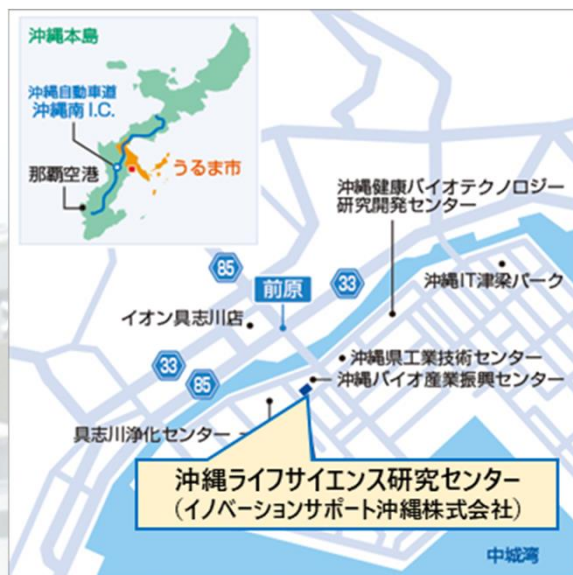 沖縄本島
沖縄自動車道
沖縄南 I.C.
那覇空港
うるま市
沖縄健康バイオテクノロジー
研究開発センター
85
前原
33
沖縄IT津梁パーク
イオン具志川店
33
85
沖縄県工業技術センター
沖縄バイオ産業振興センター
具志川浄化センター
沖縄ライフサイエンス研究センター
（イノベーションサポート沖縄株式会社）
中城湾